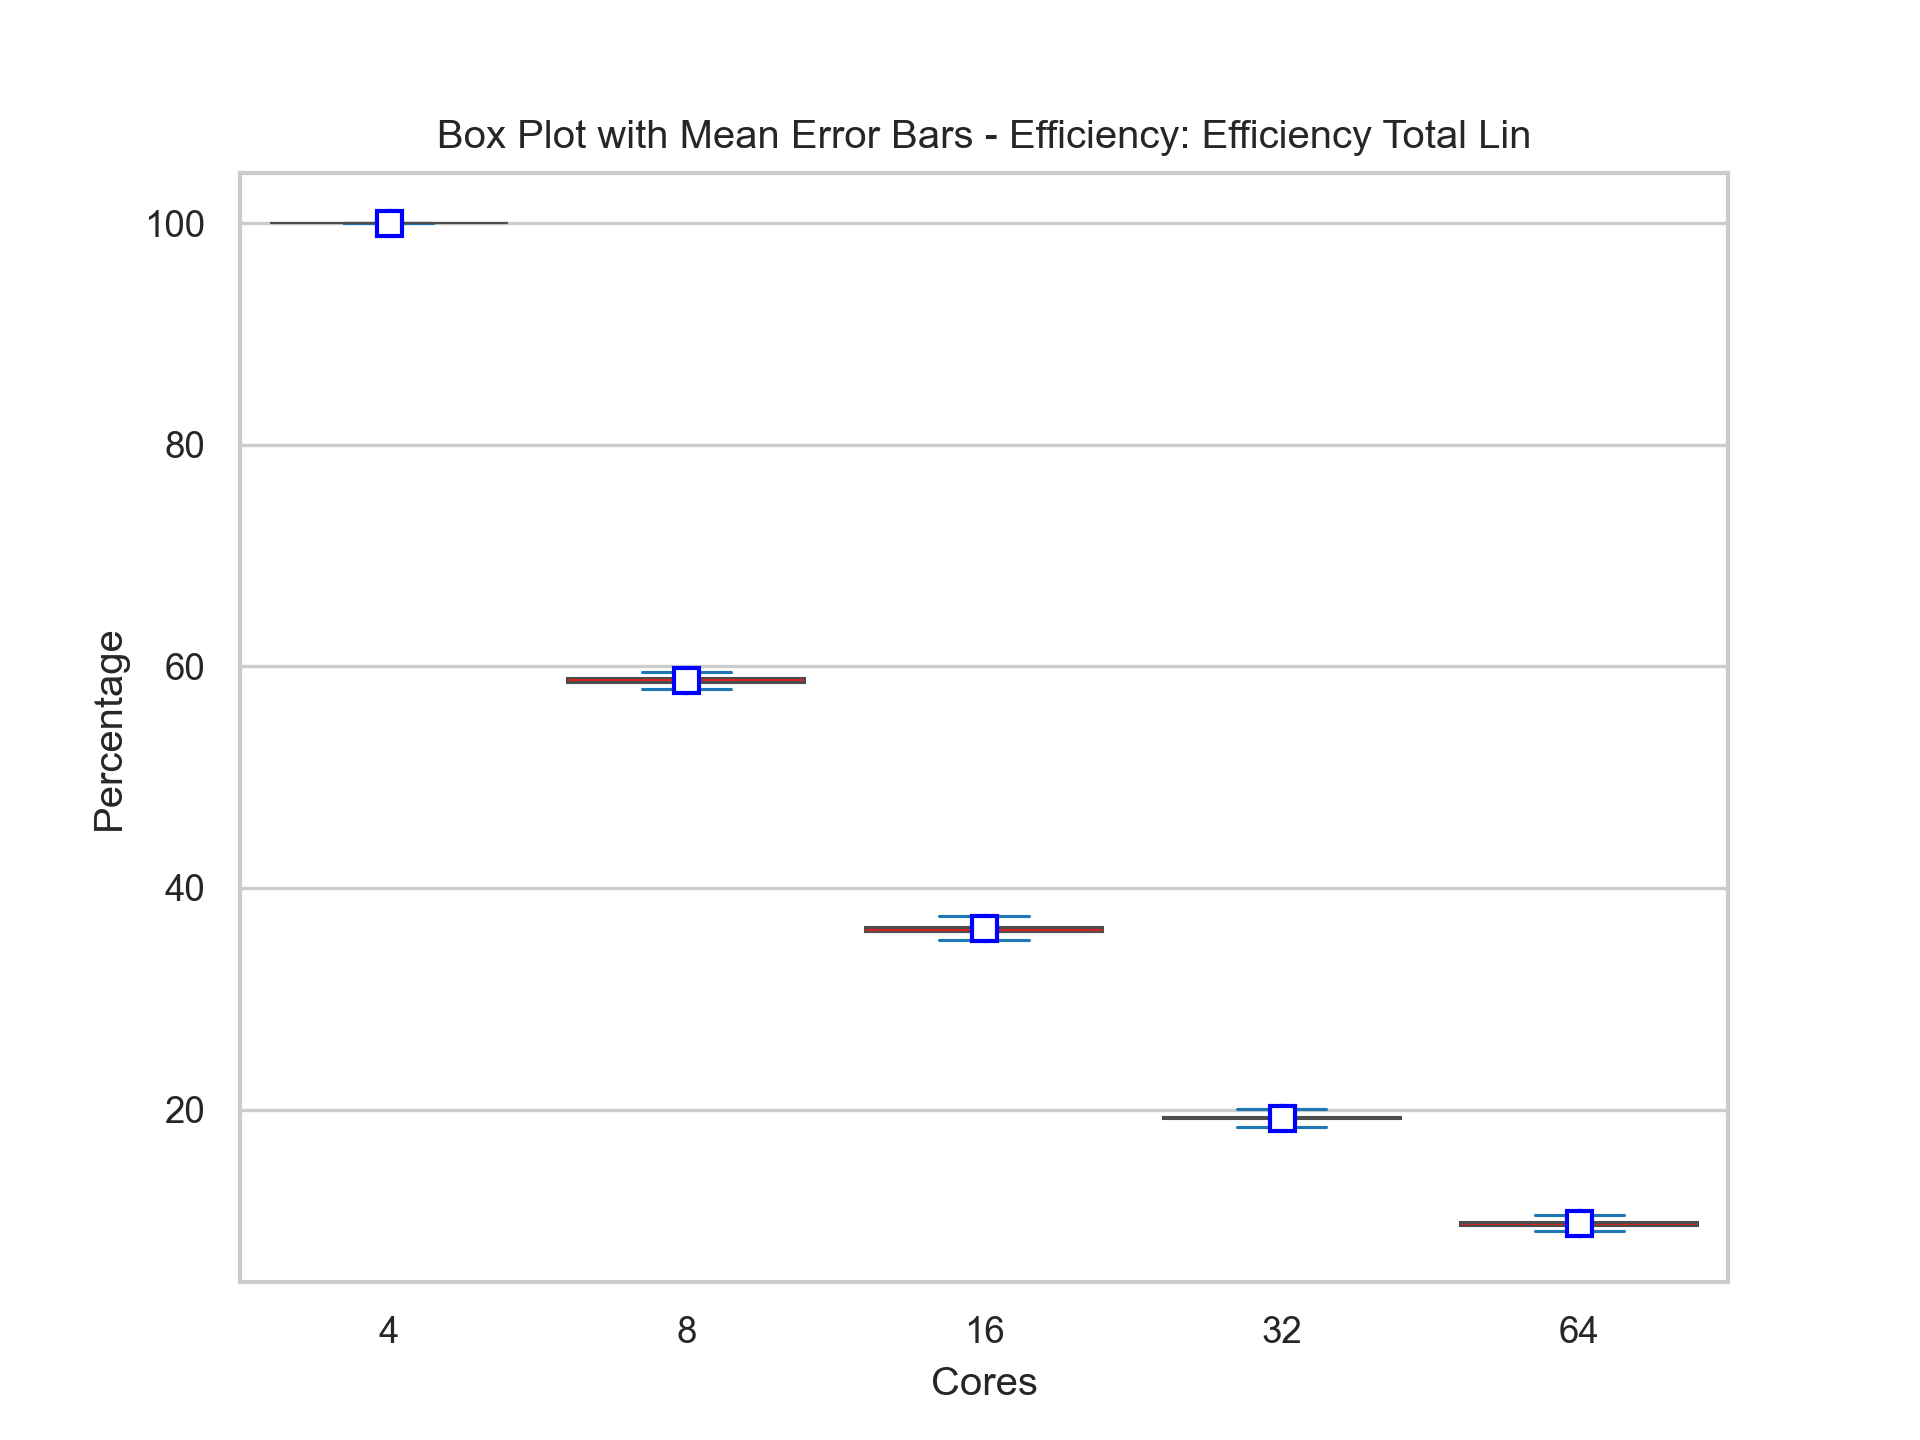 Box Plot with Mean Error Bars - Efficiency: Efficiency Total Lin
100
80
60
40
20
Percentage
4 8 16 32 64
Cores